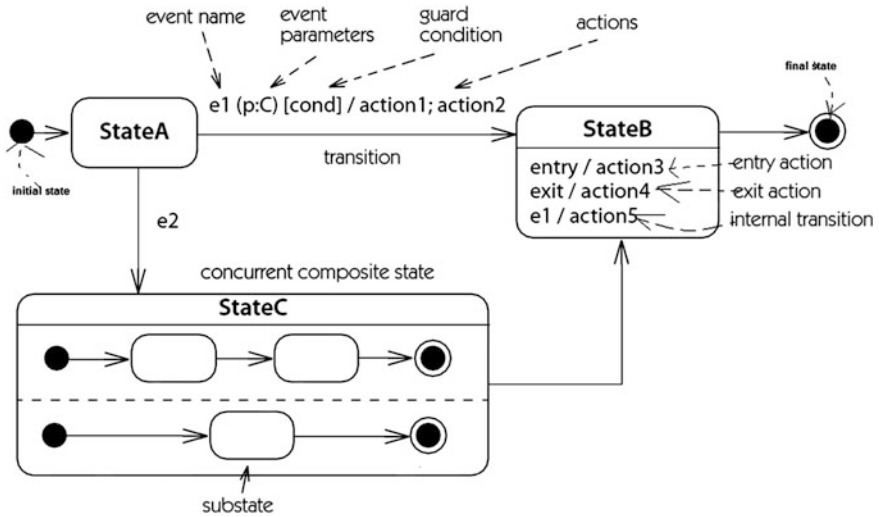 event name
event
parameters
guard
condition
actions
final state
e1 (p:C) [cond] / action1; action2
StateA
StateB
transition
initial state
entry / action3
entry action
exit / action4
exit action
e1 / action5
internal transition
e2
concurrent composite state
StateC
substate